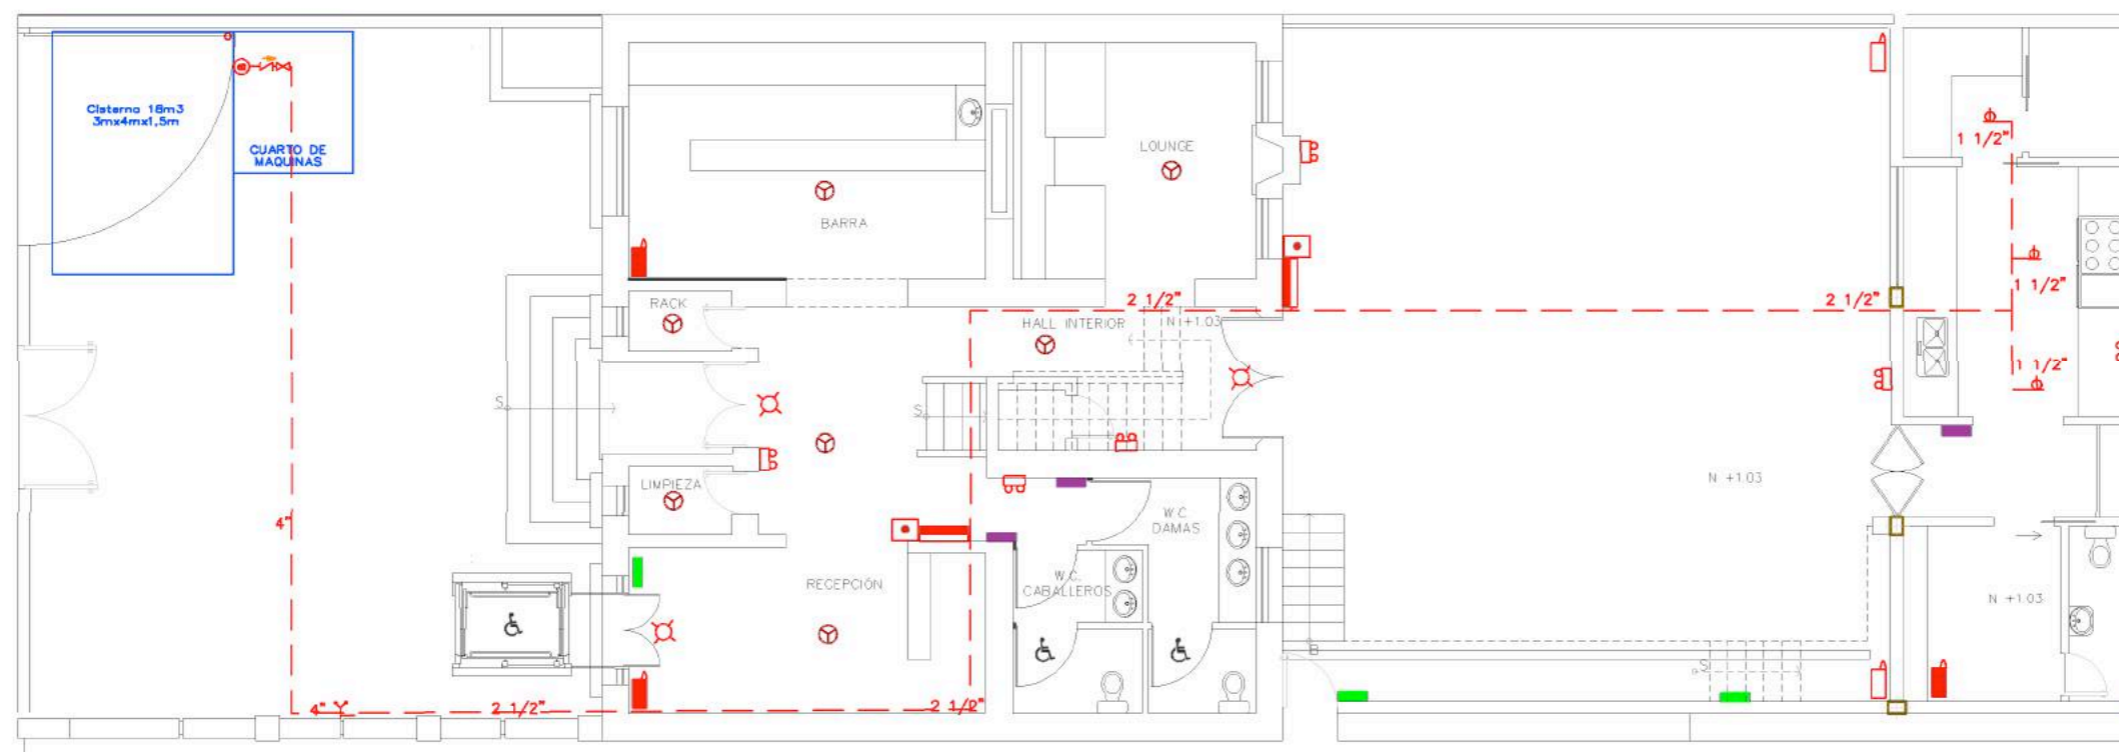 Cisterna 18m3
3mx4mx1,5m
CUARTO DE
MAQUINAS
LOUNGE
BARRA
1 1/2"
RACK
2 1/2"
2 1/2"
1 1/2"
HALL INTERIOR
N +1.03
1 1/2"
S
S
LIMPIEZA
N +1.03
4"
W.C
DAMAS
RECEPCIÓN
W.C.
CABALLEROS
N +1.03
B
S
4"
2 1/2"
2 1/2"